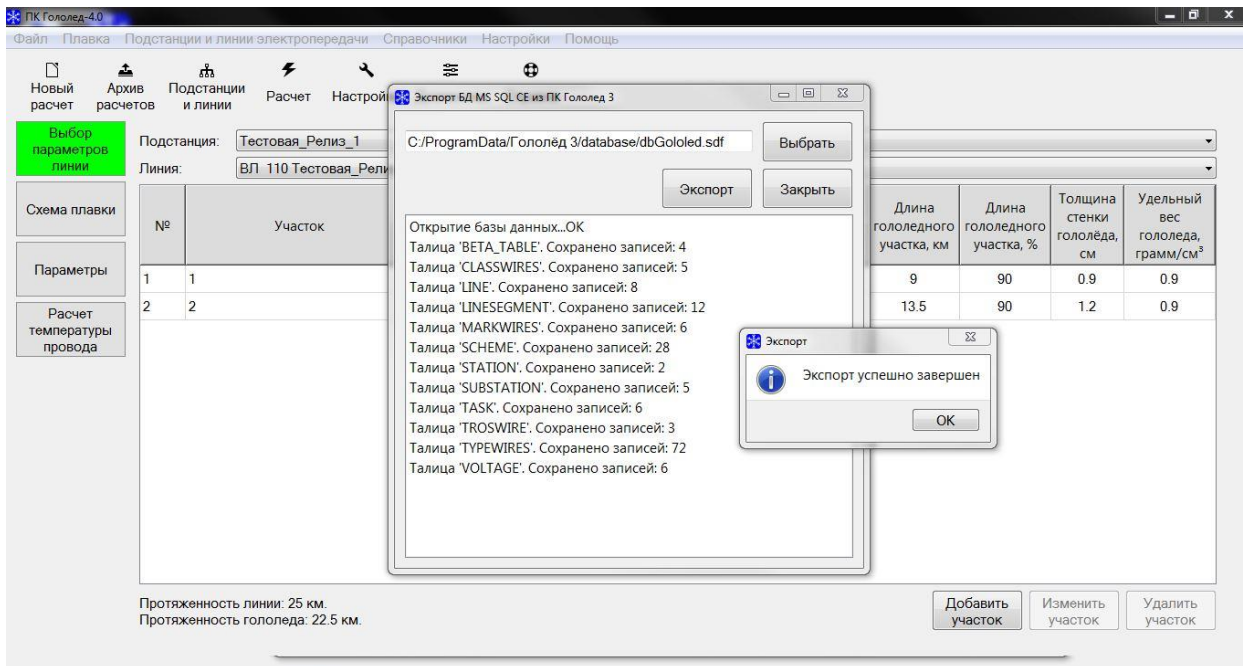 ПК Гололед-4.0
Файл Плавка Подстанции и линии электропередачи Справочники Настройки Помощь
Новый расчет
Архив расчетов
Подстанции и линии
Расчет
Настрой
Экспорт БД MS SQL CE из ПК Гололед 3
C:/ProgramData/Гололёд 3/database/dbGololed.sdf
Выбрать
Экспорт
Закрыть
Открытие базы данных...OK
Талица 'BETA_TABLE'. Сохранено записей: 4
Талица 'CLASSWIRES'. Сохранено записей: 5
Талица 'LINE'. Сохранено записей: 8
Талица 'LINESEGMENT'. Сохранено записей: 12
Талица 'MARKWIRES'. Сохранено записей: 6
Талица 'SCHEME'. Сохранено записей: 28
Талица 'STATION'. Сохранено записей: 2
Талица 'SUBSTATION'. Сохранено записей: 5
Талица 'TASK'. Сохранено записей: 6
Талица 'TROSWIRE'. Сохранено записей: 3
Талица 'TYPEWIRES'. Сохранено записей: 72
Талица 'VOLTAGE'. Сохранено записей: 6
Экспорт
Экспорт успешно завершен
OK
Выбор
параметров
линии
Схема плавки
Параметры
Расчет
температуры
провода
Подстанция: Тестовая_Релиз_1
Линия: ВЛ 110 Тестовая_Рели
№
Участок
Длина
гололедного
участка, км
Длина
гололедного
участка, %
Толщина
стенки
гололёда,
см
Удельный
вес
гололеда,
грамм/см³
1 1 9 90 0.9 0.9
2 2 13.5 90 1.2 0.9
Протяженность линии: 25 км.
Протяженность гололеда: 22.5 км.
Добавить
участок
Изменить
участок
Удалить
участок